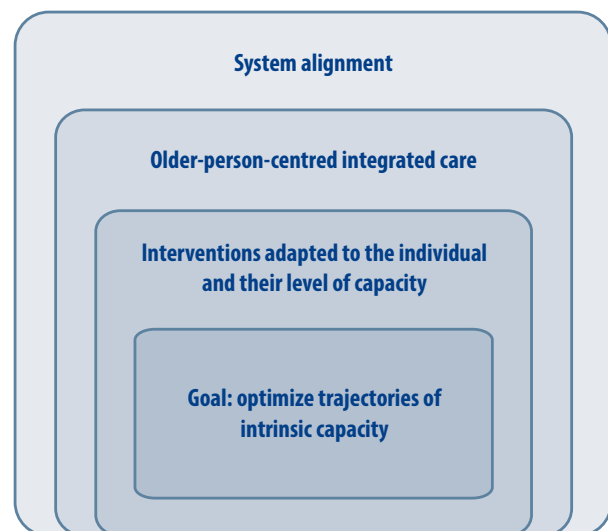 System alignment
Older-person-centred integrated care
Interventions adapted to the individual
and their level of capacity
Goal: optimize trajectories of
intrinsic capacity